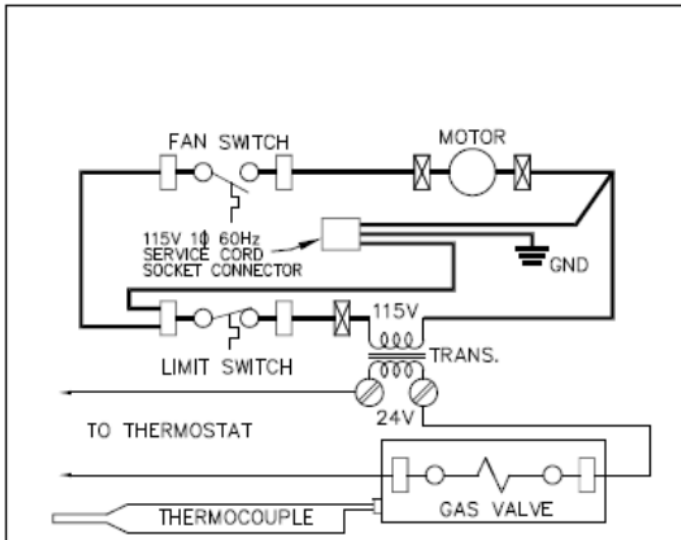 FAN SWITCH
MOTOR
115V 1ϕ 60Hz
SERVICE CORD
SOCKET CONNECTOR
GND
115V
LIMIT SWITCH
TRANS.
24V
TO THERMOSTAT
THERMOCOUPLE
GAS VALVE